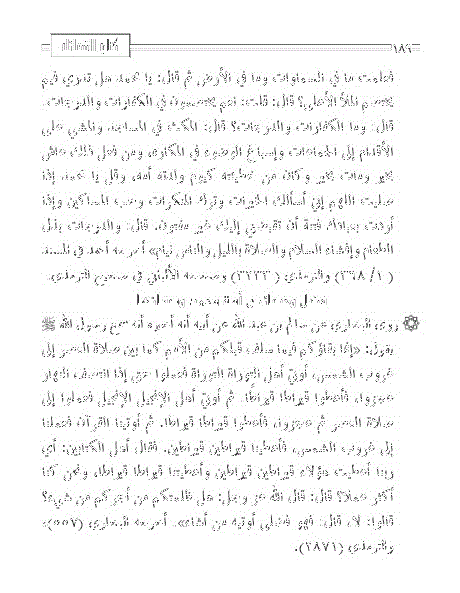 ١٨٩ كتاب الفضائل
فعلمت ما في السماوات وما في الأرض ثم قال: يا محمد هل تدري فيم
يختصم الملأ الأعلى؟ قال: قلت: نعم يختصمون في الكفارات والدرجات.
قال: وما الكفارات والدرجات؟ قال: المكث في المساجد والمشي على
الأقدام إلى الجماعات وإسباغ الوضوء في المكاره، ومن فعل ذلك عاش
بخير ومات بخير وكان من خطيئته كيوم ولدته أمه، وقل يا محمد إذا
صليت اللهم إني أسألك الخيرات وترك المنكرات وحب المساكين وإذا
أردت بعبادك فتنة أن تقبضني إليك غير مفتون. قال: والدرجات بذل
الطعام وإفشاء السلام والصلاة بالليل والناس نيام» أخرجه أحمد في المسند
(١/ ٣٦٨) والترمذي (٣٢٣٣) وصححه الألباني في صحيح الترمذي.
أمة محمد
روى البخاري عن سالم بن عبد الله عن أبيه أنه أخبره أنه سمع رسول الله ﷺ
يقول: «إنما بقاؤكم فيما سلف قبلكم من الأمم كما بين صلاة العصر إلى
غروب الشمس، أوتي أهل التوراة التوراة فعملوا حتى إذا انتصف النهار
عجزوا، فأعطوا قيراطا قيراطا. ثم أوتي أهل الإنجيل الإنجيل فعملوا إلى
صلاة العصر ثم عجزوا، فأعطوا قيراطا قيراطا. ثم أوتينا القرآن فعملنا
إلى غروب الشمس، فأعطينا قيراطين قيراطين. فقال أهل الكتابين: أي
ربنا أعطيت هؤلاء قيراطين قيراطين وأعطيتنا قيراطا قيراطا، ونحن كنا
أكثر عملا؟ قال: قال الله عز وجل: هل ظلمتكم من أجركم من شيء؟
قالوا: لا، قال: فهو فضلي أوتيه من أشاء». أخرجه البخاري (٥٥٧)،
والترمذي (٢٨٧١).